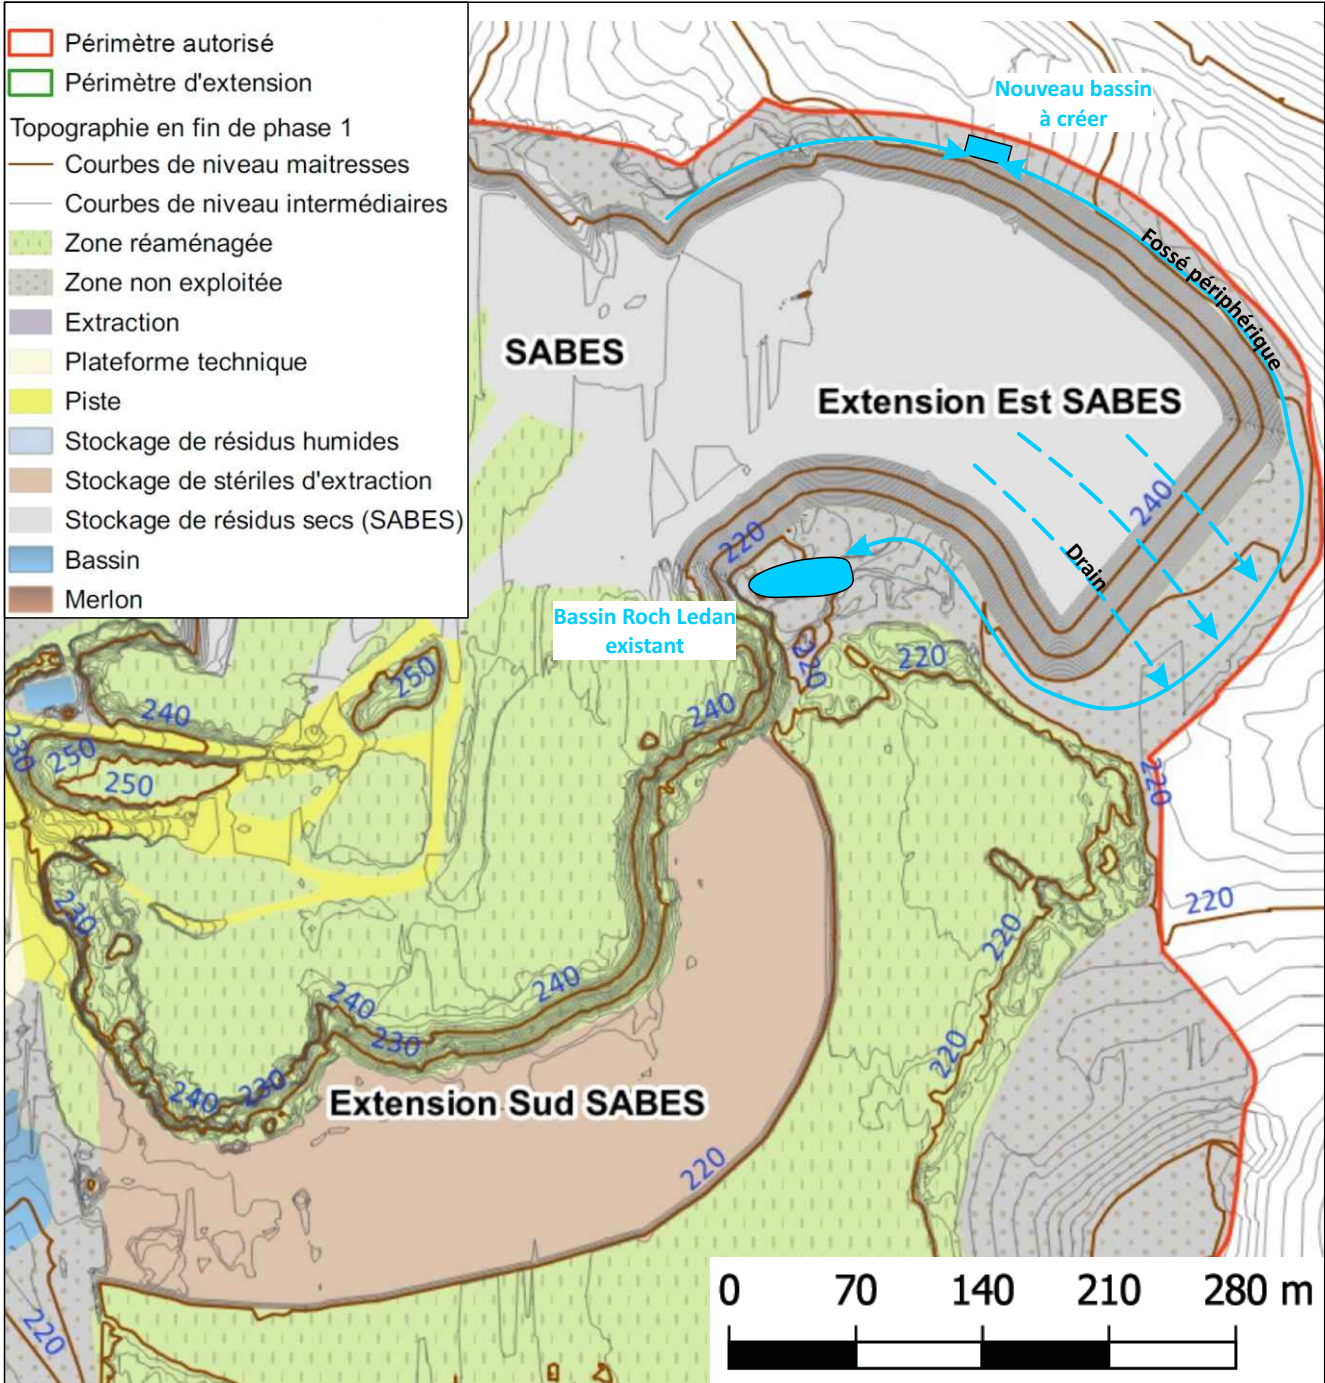 Périmètre autorisé
Périmètre d'extension
Topographie en fin de phase 1
Courbes de niveau maitresses
Courbes de niveau intermédiaires
Zone réaménagée
Zone non exploitée
Extraction
Plateforme technique
Piste
Stockage de résidus humides
Stockage de stériles d'extraction
Stockage de résidus secs (SABES)
Bassin
Merlon
Nouveau bassin
à créer
Fossé périphérique
SABES
Extension Est SABES
240
220
Drain
Bassin Roch Ledan
existant
220
220
250
240
240
230
250
250
220
220
230
220
240
240
230
220
240
230
Extension Sud SABES
220
220
0 70 140 210 280 m